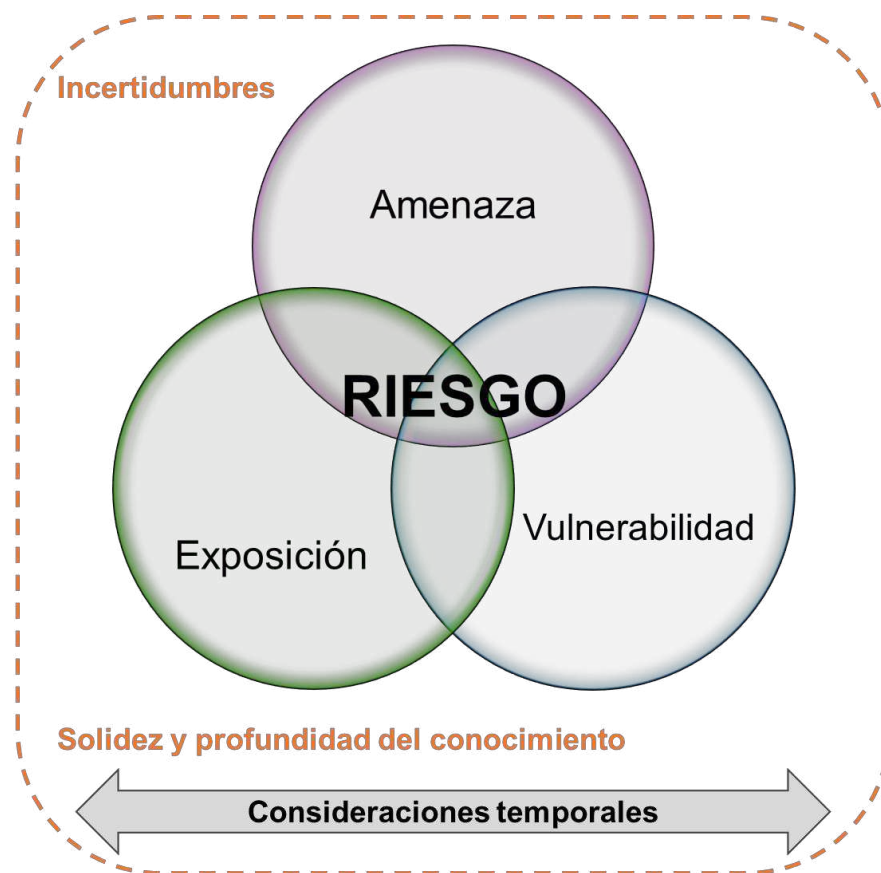 Incertidumbres
Amenaza
RIESGO
Exposición
Vulnerabilidad
Solidez y profundidad del conocimiento
Consideraciones temporales